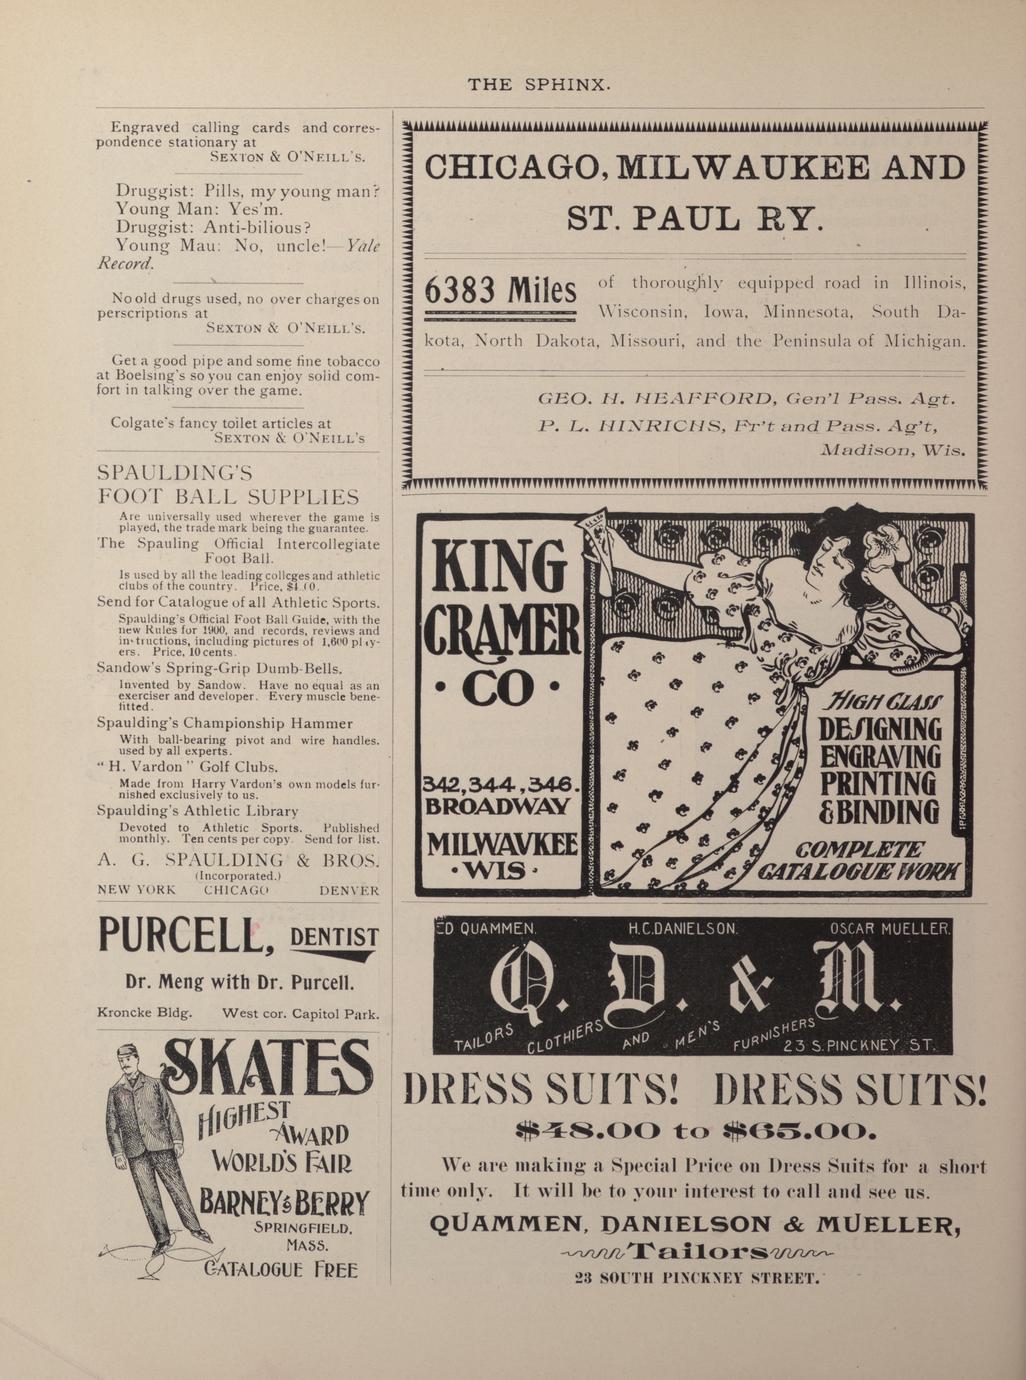 THE SPHINX.
Engraved calling cards and corres-
pondence stationary at
SEXTON & O'NEILL'S.
Druggist: Pills, my young man?
Young Man: Yes'm.
Druggist: Anti-bilious?
Young Mau: No, uncle!—Yale
Record.
No old drugs used, no over charges on
perscriptions at
SEXTON & O'NEILL'S.
Get a good pipe and some fine tobacco
at Boelsing's so you can enjoy solid com-
fort in talking over the game.
Colgate's fancy toilet articles at
SEXTON & O'NEILL'S
SPAULDING'S
FOOT BALL SUPPLIES
Are universally used wherever the game is
played, the trade mark being the guarantee.
The Spauling Official Intercollegiate
Foot Ball.
Is used by all the leading colleges and athletic
clubs of the country. Price,
Send for Catalogue of all Athletic Sports.
Spaulding's Official Foot Ball Guide, with the
new Rules for 1900, and records, reviews and
instructions, including pictures of 1,600 play-
ers. Price, 10 cents.
Sandow's Spring-Grip Dumb-Bells.
Invented by Sandow. Have no equal as an
exerciser and developer. Every muscle bene-
fitted.
Spaulding's Championship Hammer
With ball-bearing pivot and wire handles.
used by all experts.
"H. Vardon" Golf Clubs.
Made from Harry Vardon's own models fur-
nished exclusively to us.
Spaulding's Athletic Library
Devoted to Athletic Sports. Published
monthly. Ten cents per copy. Send for list.
A. G. SPAULDING & BROS.
(Incorporated.)
NEW YORK CHICAGO DENVER
PURCELL, DENTIST
Dr. Meng with Dr. Purcell.
Kroncke Bldg. West cor. Capitol Park.
SKATES
HIGHEST
AWARD
WORLD'S FAIR
BARNEY & BERRY
SPRINGFIELD,
MASS.
CATALOGUE FREE
CHICAGO, MILWAUKEE AND
ST. PAUL RY.
6383 Miles of thoroughly equipped road in Illinois,
Wisconsin, Iowa, Minnesota, South Da-
kota, North Dakota, Missouri, and the Peninsula of Michigan.
GEO. H. HEAFFORD, Gen'l Pass. Agt.
P. L. HINRICHS, Fr't and Pass. Ag't,
Madison, Wis.
KING
CRAMER
• CO •
342, 344, 346.
BROADWAY
MILWAVKEE
• WIS •
HIGH CLASS
DESIGNING
ENGRAVING
PRINTING
& BINDING
COMPLETE
CATALOGUE WORK
ED QUAMMEN. H.C.DANIELSON. OSCAR MUELLER.
Q. D. & M.
TAILORS CLOTHIERS AND MEN'S FURNISHERS
23 S. PINCKNEY ST.
DRESS SUITS! DRESS SUITS!
$48.00 to $65.00.
We are making a Special Price on Dress Suits for a short
time only. It will be to your interest to call and see us.
QUAMMEN, DANIELSON & MUELLER,
Tailors
23 SOUTH PINCKNEY STREET.